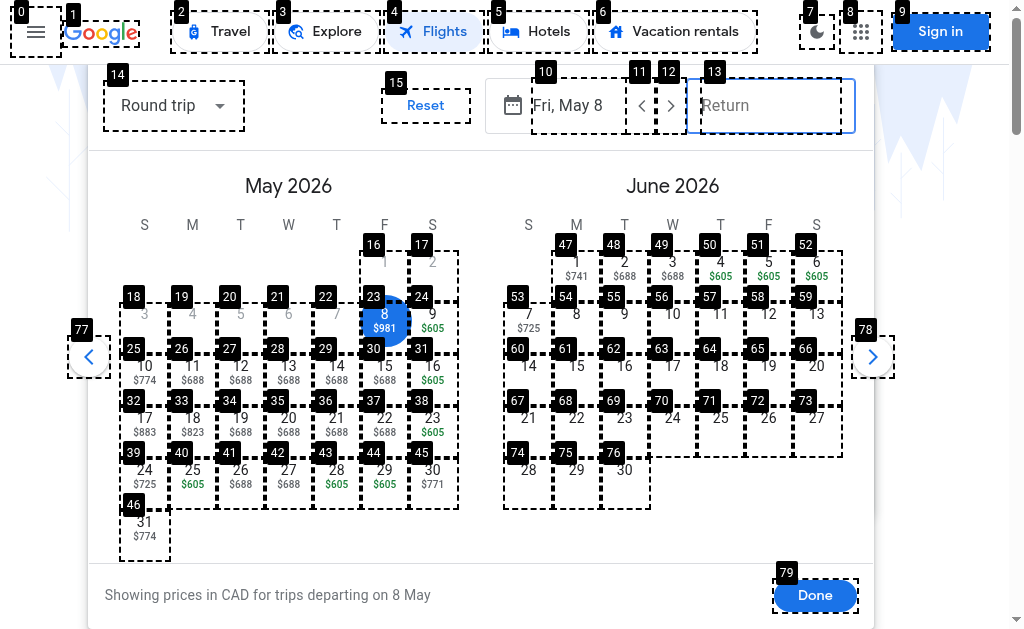 0 1 2 3 4 5 6 7 8 9
Google Travel Explore Flights Hotels Vacation rentals Sign in
14 15 10 11 12 13
Round trip Reset Fri, May 8 Return
May 2026 June 2026
S M T W T F S S M T W T F S
16 17 47 48 49 50 51 52
1 2 1 2 3 4 5 6
$741 $688 $688 $605 $605 $605
18 19 20 21 22 23 24 53 54 55 56 57 58 59
3 4 5 6 7 8 9 7 8 9 10 11 12 13
$981 $605 $725
77 78
25 26 27 28 29 30 31 60 61 62 63 64 65 66
10 11 12 13 14 15 16 14 15 16 17 18 19 20
$774 $688 $688 $688 $688 $688 $605
32 33 34 35 36 37 38 67 68 69 70 71 72 73
17 18 19 20 21 22 23 21 22 23 24 25 26 27
$883 $823 $688 $688 $688 $688 $605
39 40 41 42 43 44 45 74 75 76
24 25 26 27 28 29 30 28 29 30
$725 $605 $688 $688 $605 $605 $771
46
31
$774
79
Showing prices in CAD for trips departing on 8 May Done